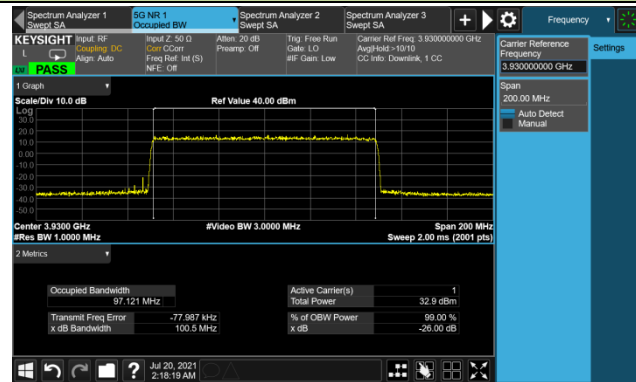 Spectrum Analyzer 1
Swept SA
5G NR 1
Occupied BW
Spectrum Analyzer 2
Swept SA
Spectrum Analyzer 3
Swept SA
Frequency
KEYSIGHT
L
PASS
Input: RF
Coupling: DC
Align: Auto
Input Z: 50 Ω
Corr CCorr
Freq Ref: Int (S)
NFE: Off
Atten: 20 dB
Preamp: Off
Trig: Free Run
Gate: LO
#IF Gain: Low
Carrier Ref Freq: 3.930000000 GHz
Avg|Hold:>10/10
CC Info: Downlink, 1 CC
Carrier Reference
Frequency
3.930000000 GHz
Settings
Span
200.00 MHz
Auto Detect
Manual
1 Graph
Scale/Div 10.0 dB
Ref Value 40.00 dBm
Log
30.0
20.0
10.0
0.00
-10.0
-20.0
-30.0
-40.0
-50.0
Center 3.9300 GHz
#Video BW 3.0000 MHz
Span 200 MHz
#Res BW 1.0000 MHz
Sweep 2.00 ms (2001 pts)
2 Metrics
Occupied Bandwidth
97.121 MHz
Active Carrier(s) 1
Total Power 32.9 dBm
Transmit Freq Error -77.987 kHz
x dB Bandwidth 100.5 MHz
% of OBW Power 99.00 %
x dB -26.00 dB
?
Jul 20, 2021
2:18:19 AM